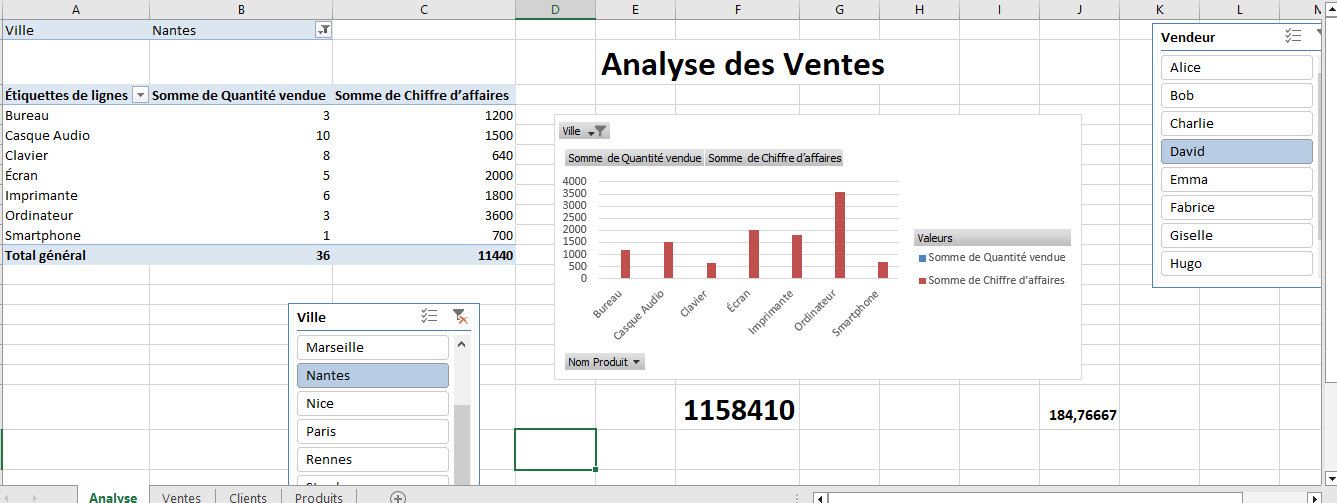 A B C D E F G H I J K L
Ville Nantes
Analyse des Ventes
Étiquettes de lignes Somme de Quantité vendue Somme de Chiffre d’affaires
Bureau 3 1200
Casque Audio 10 1500
Clavier 8 640
Écran 5 2000
Imprimante 6 1800
Ordinateur 3 3600
Smartphone 1 700
Total général 36 11440
Ville
Somme de Quantité vendue Somme de Chiffre d’affaires
4000
3500
3000
2500
2000
1500
1000
500
0
Bureau
Casque Audio
Clavier
Écran
Imprimante
Ordinateur
Smartphone
Valeurs
Somme de Quantité vendue
Somme de Chiffre d’affaires
Nom Produit
Vendeur
Alice
Bob
Charlie
David
Emma
Fabrice
Giselle
Hugo
Ville
Marseille
Nantes
Nice
Paris
Rennes
1158410
184,76667
Analyse Ventes Clients Produits